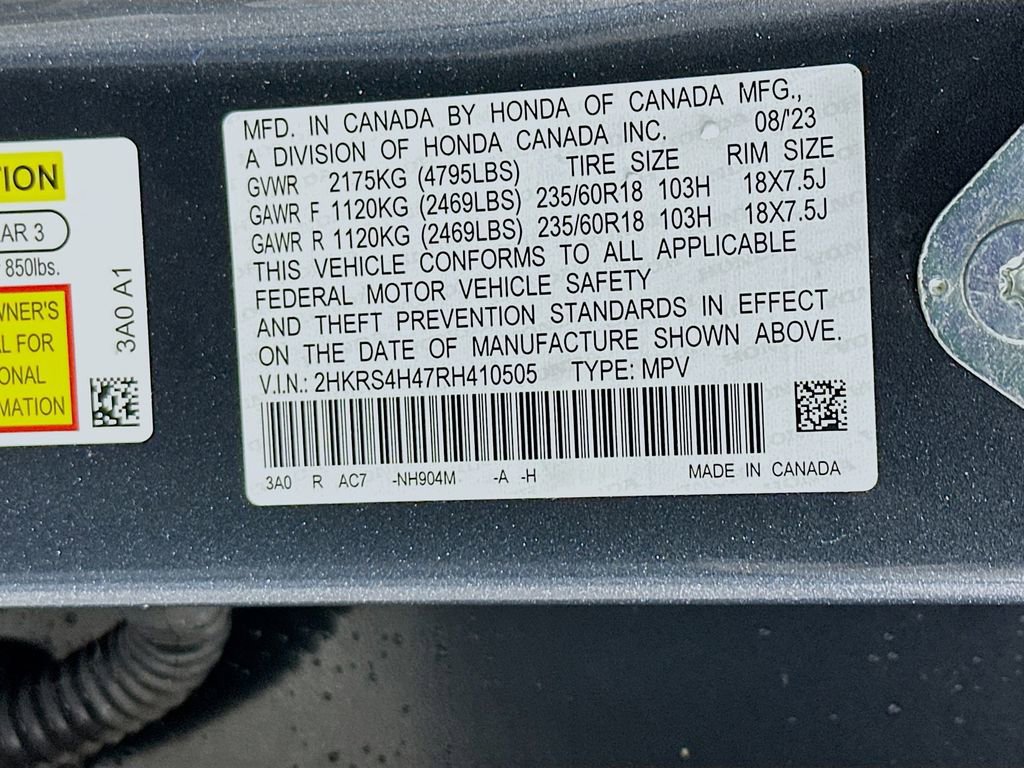 TION
AR 3
850lbs.
WNER'S
AL FOR
ONAL
MATION
3A0 A1
MFD. IN CANADA BY HONDA OF CANADA MFG.,
A DIVISION OF HONDA CANADA INC. 08/'23
GVWR 2175KG (4795LBS) TIRE SIZE RIM SIZE
GAWR F 1120KG (2469LBS) 235/60R18 103H 18X7.5J
GAWR R 1120KG (2469LBS) 235/60R18 103H 18X7.5J
THIS VEHICLE CONFORMS TO ALL APPLICABLE
FEDERAL MOTOR VEHICLE SAFETY
AND THEFT PREVENTION STANDARDS IN EFFECT
ON THE DATE OF MANUFACTURE SHOWN ABOVE.
V.I.N.: 2HKRS4H47RH410505 TYPE: MPV
3A0 R AC7 -NH904M -A -H MADE IN CANADA